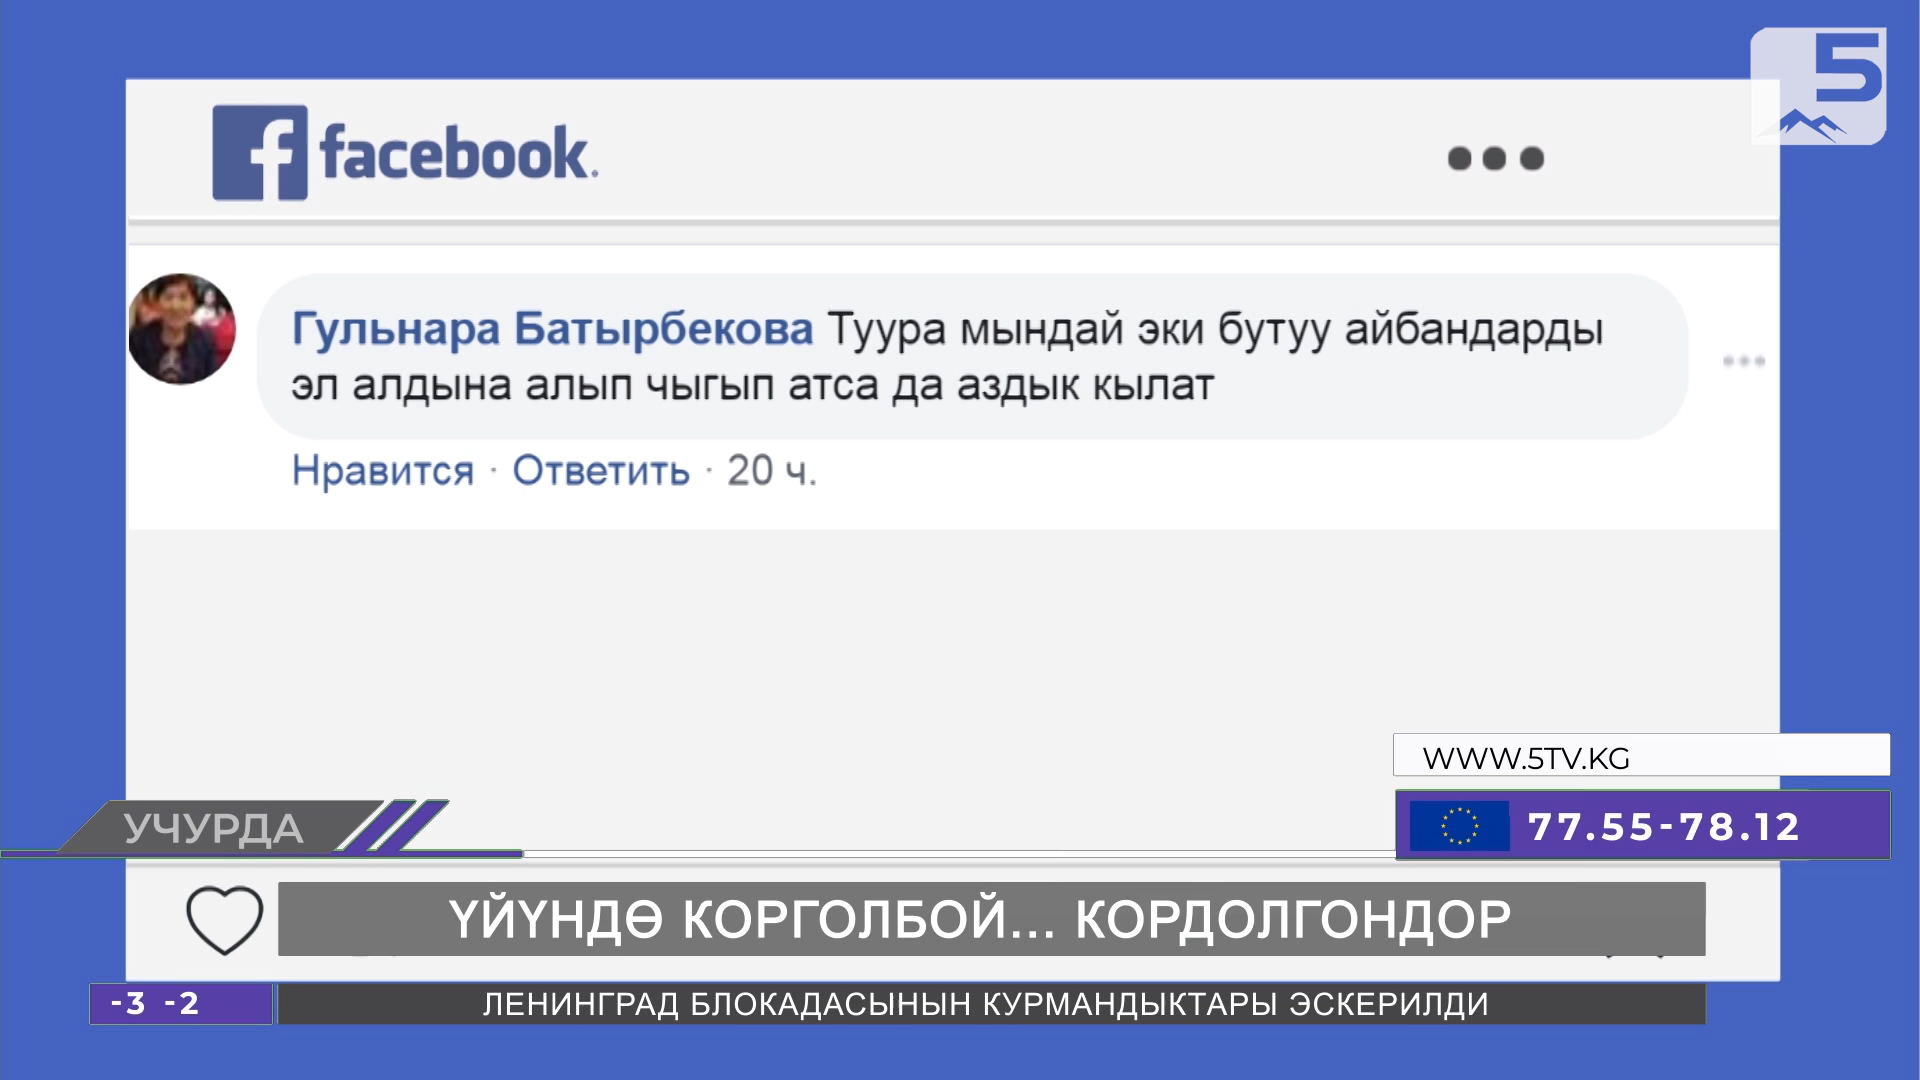 5
facebook.
Гульнара Батырбекова Туура мындай эки бутуу айбандарды
эл алдына алып чыгып атса да аздык кылат
Нравится · Ответить · 20 ч.
WWW.5TV.KG
УЧУРДА
77.55-78.12
ҮЙҮНДӨ КОРГОЛБОЙ... КОРДОЛГОНДОР
-3 -2
ЛЕНИНГРАД БЛОКАДАСЫНЫН КУРМАНДЫКТАРЫ ЭСКЕРИЛДИ